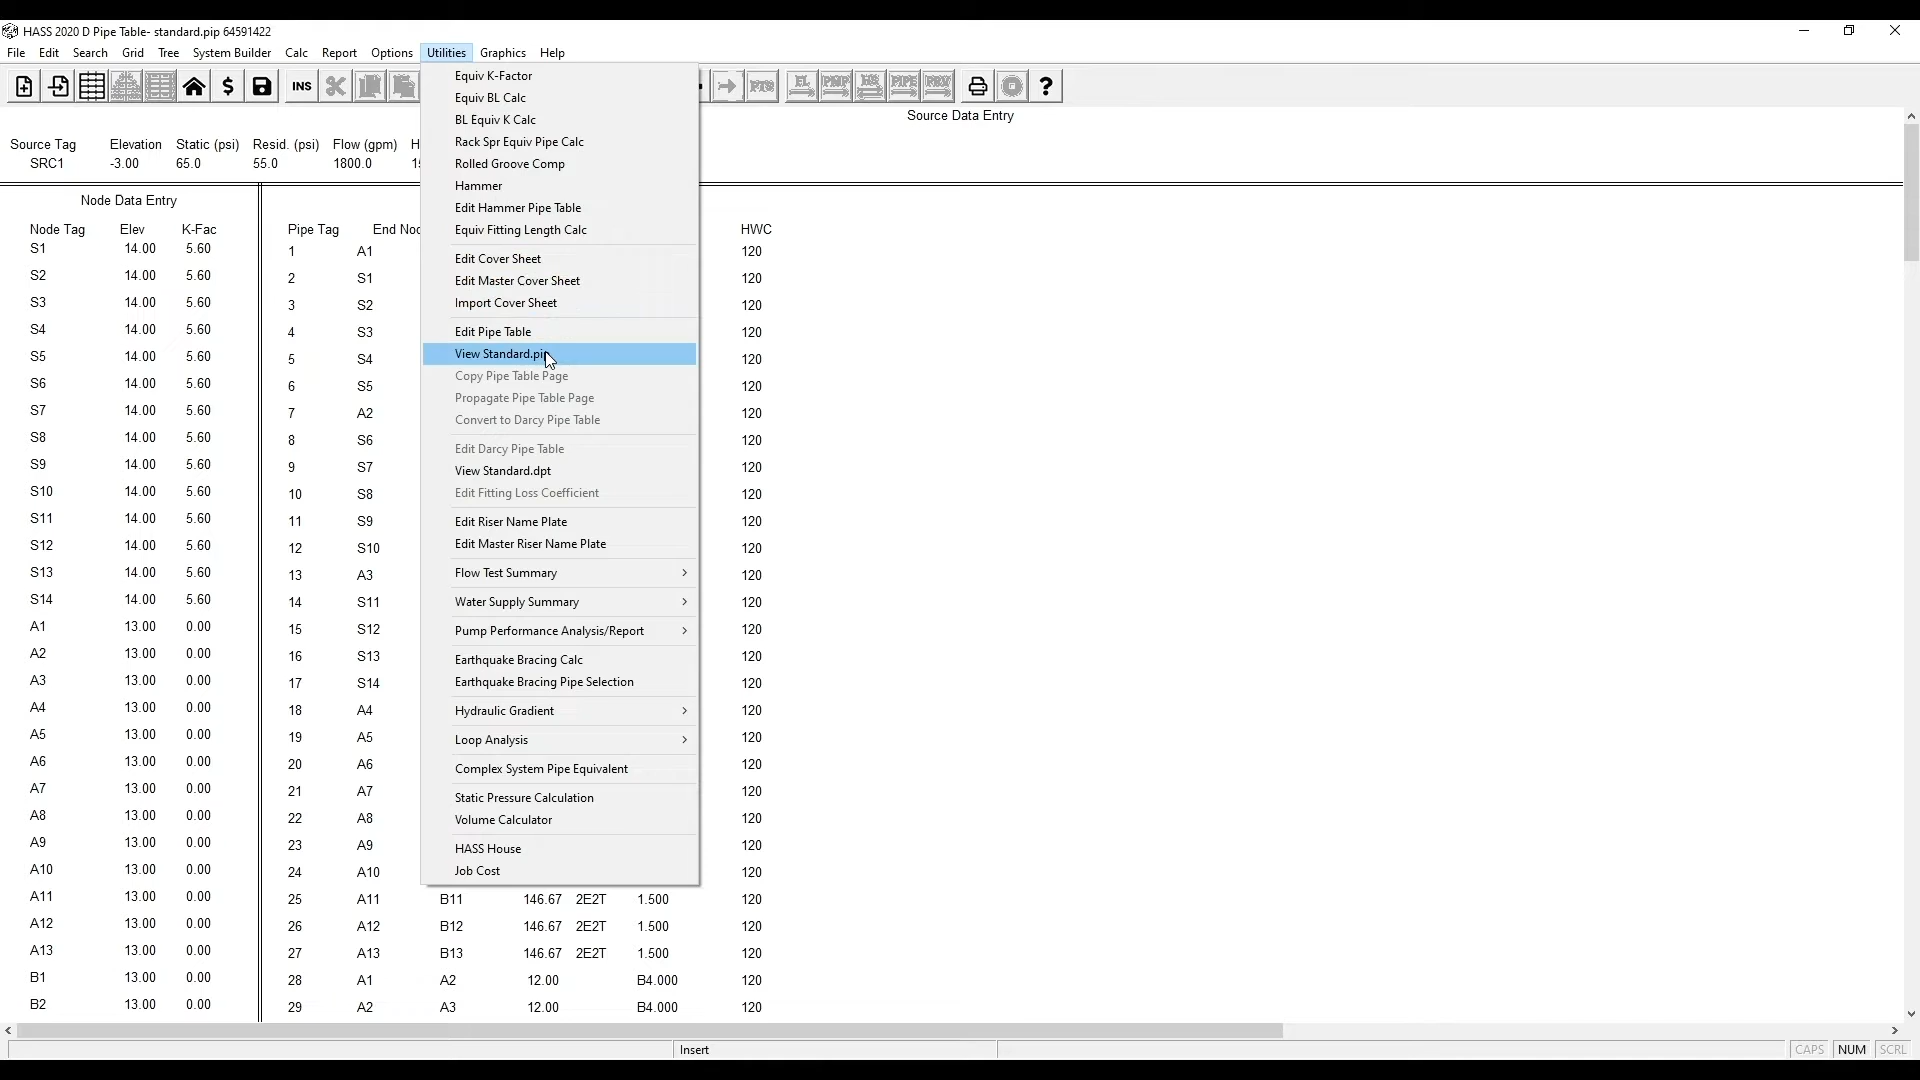 HASS 2020 D Pipe Table- standard.pip 64591422
File Edit Search Grid Tree System Builder Calc Report Options Utilities Graphics Help
$ INS FTG EL PMP HS PIPE PRV ?
Source Data Entry
Source Tag Elevation Static (psi) Resid. (psi) Flow (gpm) H
SRC1 -3.00 65.0 55.0 1800.0
Node Data Entry
Node Tag Elev K-Fac
S1 14.00 5.60
S2 14.00 5.60
S3 14.00 5.60
S4 14.00 5.60
S5 14.00 5.60
S6 14.00 5.60
S7 14.00 5.60
S8 14.00 5.60
S9 14.00 5.60
S10 14.00 5.60
S11 14.00 5.60
S12 14.00 5.60
S13 14.00 5.60
S14 14.00 5.60
A1 13.00 0.00
A2 13.00 0.00
A3 13.00 0.00
A4 13.00 0.00
A5 13.00 0.00
A6 13.00 0.00
A7 13.00 0.00
A8 13.00 0.00
A9 13.00 0.00
A10 13.00 0.00
A11 13.00 0.00
A12 13.00 0.00
A13 13.00 0.00
B1 13.00 0.00
B2 13.00 0.00
Pipe Tag End Noc HWC
1 A1 120
2 S1 120
3 S2 120
4 S3 120
5 S4 120
6 S5 120
7 A2 120
8 S6 120
9 S7 120
10 S8 120
11 S9 120
12 S10 120
13 A3 120
14 S11 120
15 S12 120
16 S13 120
17 S14 120
18 A4 120
19 A5 120
20 A6 120
21 A7 120
22 A8 120
23 A9 120
24 A10 120
25 A11 B11 146.67 2E2T 1.500 120
26 A12 B12 146.67 2E2T 1.500 120
27 A13 B13 146.67 2E2T 1.500 120
28 A1 A2 12.00 B4.000 120
29 A2 A3 12.00 B4.000 120
Equiv K-Factor
Equiv BL Calc
BL Equiv K Calc
Rack Spr Equiv Pipe Calc
Rolled Groove Comp
Hammer
Edit Hammer Pipe Table
Equiv Fitting Length Calc
Edit Cover Sheet
Edit Master Cover Sheet
Import Cover Sheet
Edit Pipe Table
View Standard.pip
Copy Pipe Table Page
Propagate Pipe Table Page
Convert to Darcy Pipe Table
Edit Darcy Pipe Table
View Standard.dpt
Edit Fitting Loss Coefficient
Edit Riser Name Plate
Edit Master Riser Name Plate
Flow Test Summary
Water Supply Summary
Pump Performance Analysis/Report
Earthquake Bracing Calc
Earthquake Bracing Pipe Selection
Hydraulic Gradient
Loop Analysis
Complex System Pipe Equivalent
Static Pressure Calculation
Volume Calculator
HASS House
Job Cost
Insert CAPS NUM SCRL